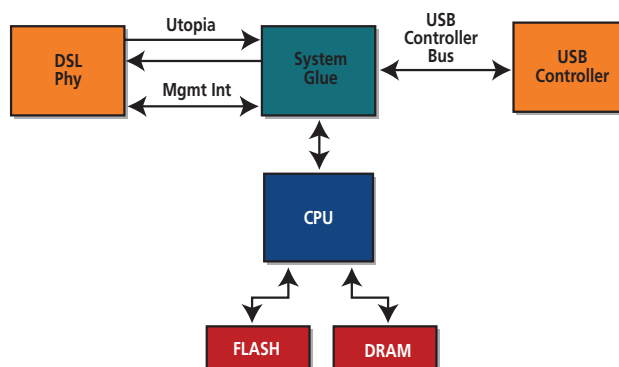 Utopia
DSL
Phy
Mgmt Int
System
Glue
USB
Controller
Bus
USB
Controller
CPU
FLASH
DRAM